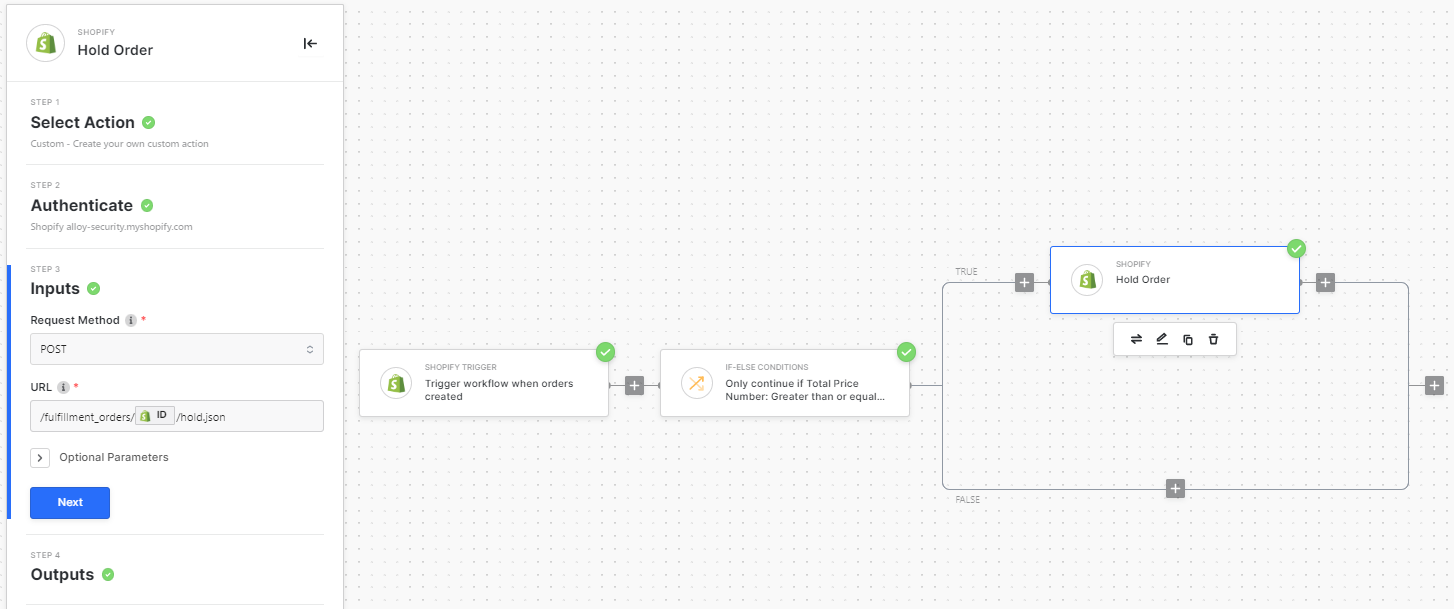 SHOPIFY
Hold Order
STEP 1
Select Action
Custom - Create your own custom action
STEP 2
Authenticate
Shopify alloy-security.myshopify.com
STEP 3
Inputs
Request Method i *
POST
URL i *
/fulfillment_orders/ ID /hold.json
Optional Parameters
Next
STEP 4
Outputs
SHOPIFY TRIGGER
Trigger workflow when orders
created
IF-ELSE CONDITIONS
Only continue if Total Price
Number: Greater than or equal...
TRUE
SHOPIFY
Hold Order
FALSE